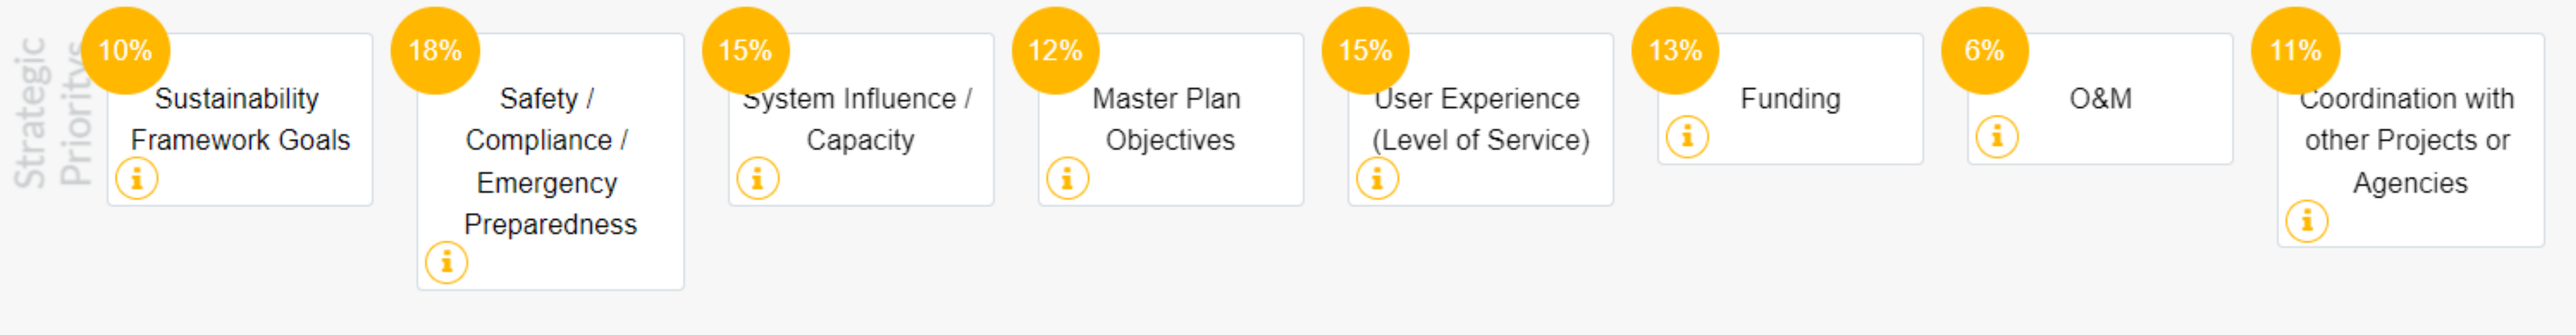 Strategic
Prioritys
10%
Sustainability
Framework Goals
18%
Safety /
Compliance /
Emergency
Preparedness
15%
System Influence /
Capacity
12%
Master Plan
Objectives
15%
User Experience
(Level of Service)
13%
Funding
6%
O&M
11%
Coordination with
other Projects or
Agencies